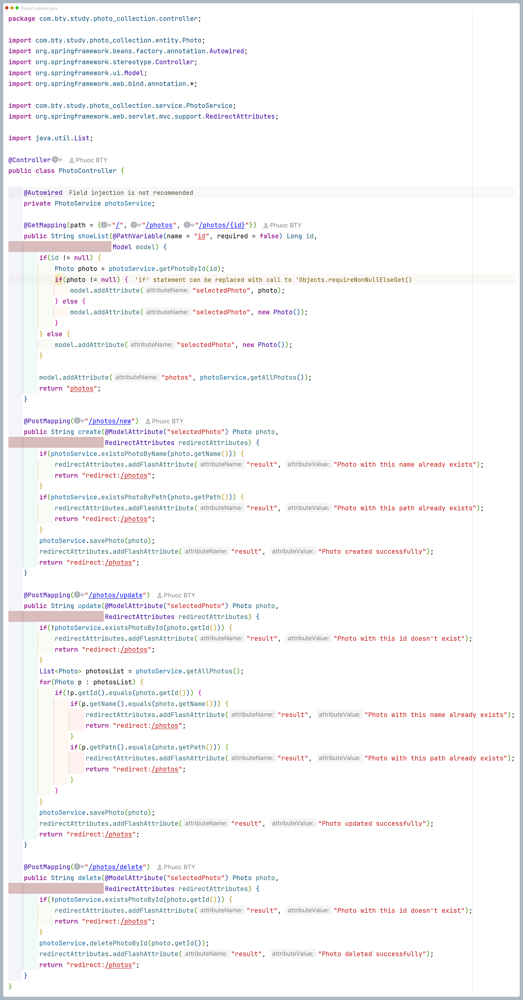 PhotoController.java
package com.bty.study.photo_collection.controller;
import com.bty.study.photo_collection.entity.Photo;
import org.springframework.beans.factory.annotation.Autowired;
import org.springframework.stereotype.Controller;
import org.springframework.ui.Model;
import org.springframework.web.bind.annotation.*;
import com.bty.study.photo_collection.service.PhotoService;
import org.springframework.web.servlet.mvc.support.RedirectAttributes;
import java.util.List;
@Controller Phuoc BTY
public class PhotoController {
@Autowired Field injection is not recommended.
private PhotoService photoService;
@GetMapping(path = {"/", "/photos", "/photos/{id}"}) Phuoc BTY
public String showList(@PathVariable(name = "id", required = false) Long id,
Model model) {
if(id != null) {
Photo photo = photoService.getPhotoById(id);
if(photo != null) { 'if' statement can be replaced with call to 'Objects.requireNonNullElseGet()
model.addAttribute( attributeName: "selectedPhoto", photo);
} else {
model.addAttribute( attributeName: "selectedPhoto", new Photo());
}
} else {
model.addAttribute( attributeName: "selectedPhoto", new Photo());
}
model.addAttribute( attributeName: "photos", photoService.getAllPhotos());
return "photos";
}
@PostMapping("/photos/new") Phuoc BTY
public String create(@ModelAttribute("selectedPhoto") Photo photo,
RedirectAttributes redirectAttributes) {
if(photoService.existsPhotoByName(photo.getName())) {
redirectAttributes.addFlashAttribute( attributeName: "result", attributeValue: "Photo with this name already exists");
return "redirect:/photos";
}
if(photoService.existsPhotoByPath(photo.getPath())) {
redirectAttributes.addFlashAttribute( attributeName: "result", attributeValue: "Photo with this path already exists");
return "redirect:/photos";
}
photoService.savePhoto(photo);
redirectAttributes.addFlashAttribute( attributeName: "result", attributeValue: "Photo created successfully");
return "redirect:/photos";
}
@PostMapping("/photos/update") Phuoc BTY
public String update(@ModelAttribute("selectedPhoto") Photo photo,
RedirectAttributes redirectAttributes) {
if(!photoService.existsPhotoById(photo.getId())) {
redirectAttributes.addFlashAttribute( attributeName: "result", attributeValue: "Photo with this id doesn't exist");
return "redirect:/photos";
}
List<Photo> photosList = photoService.getAllPhotos();
for(Photo p : photosList) {
if(!p.getId().equals(photo.getId())) {
if(p.getName().equals(photo.getName())) {
redirectAttributes.addFlashAttribute( attributeName: "result", attributeValue: "Photo with this name already exists");
return "redirect:/photos";
}
if(p.getPath().equals(photo.getPath())) {
redirectAttributes.addFlashAttribute( attributeName: "result", attributeValue: "Photo with this path already exists");
return "redirect:/photos";
}
}
}
photoService.savePhoto(photo);
redirectAttributes.addFlashAttribute( attributeName: "result", attributeValue: "Photo updated successfully");
return "redirect:/photos";
}
@PostMapping("/photos/delete") Phuoc BTY
public String delete(@ModelAttribute("selectedPhoto") Photo photo,
RedirectAttributes redirectAttributes) {
if(!photoService.existsPhotoById(photo.getId())) {
redirectAttributes.addFlashAttribute( attributeName: "result", attributeValue: "Photo with this id doesn't exist");
return "redirect:/photos";
}
photoService.deletePhotoById(photo.getId());
redirectAttributes.addFlashAttribute( attributeName: "result", attributeValue: "Photo deleted successfully");
return "redirect:/photos";
}
}